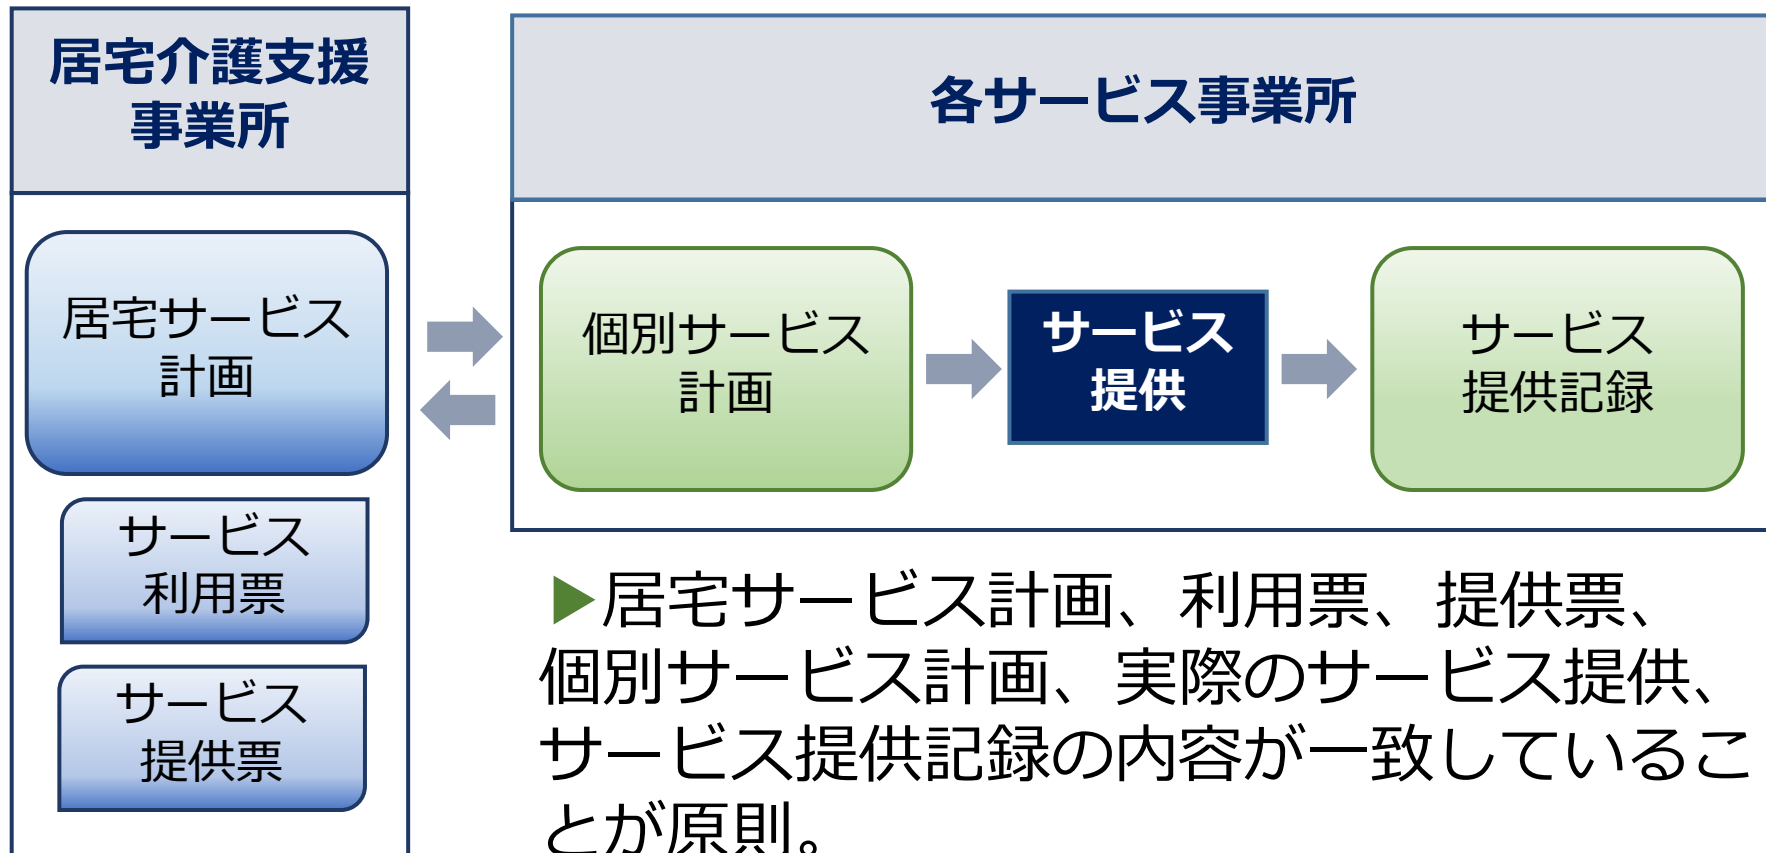 居宅介護支援
事業所
居宅サービス
計画
サービス
利用票
サービス
提供票
各サービス事業所
個別サービス
計画
サービス
提供
サービス
提供記録
▶居宅サービス計画、利用票、提供票、
個別サービス計画、実際のサービス提供、
サービス提供記録の内容が一致しているこ
とが原則。